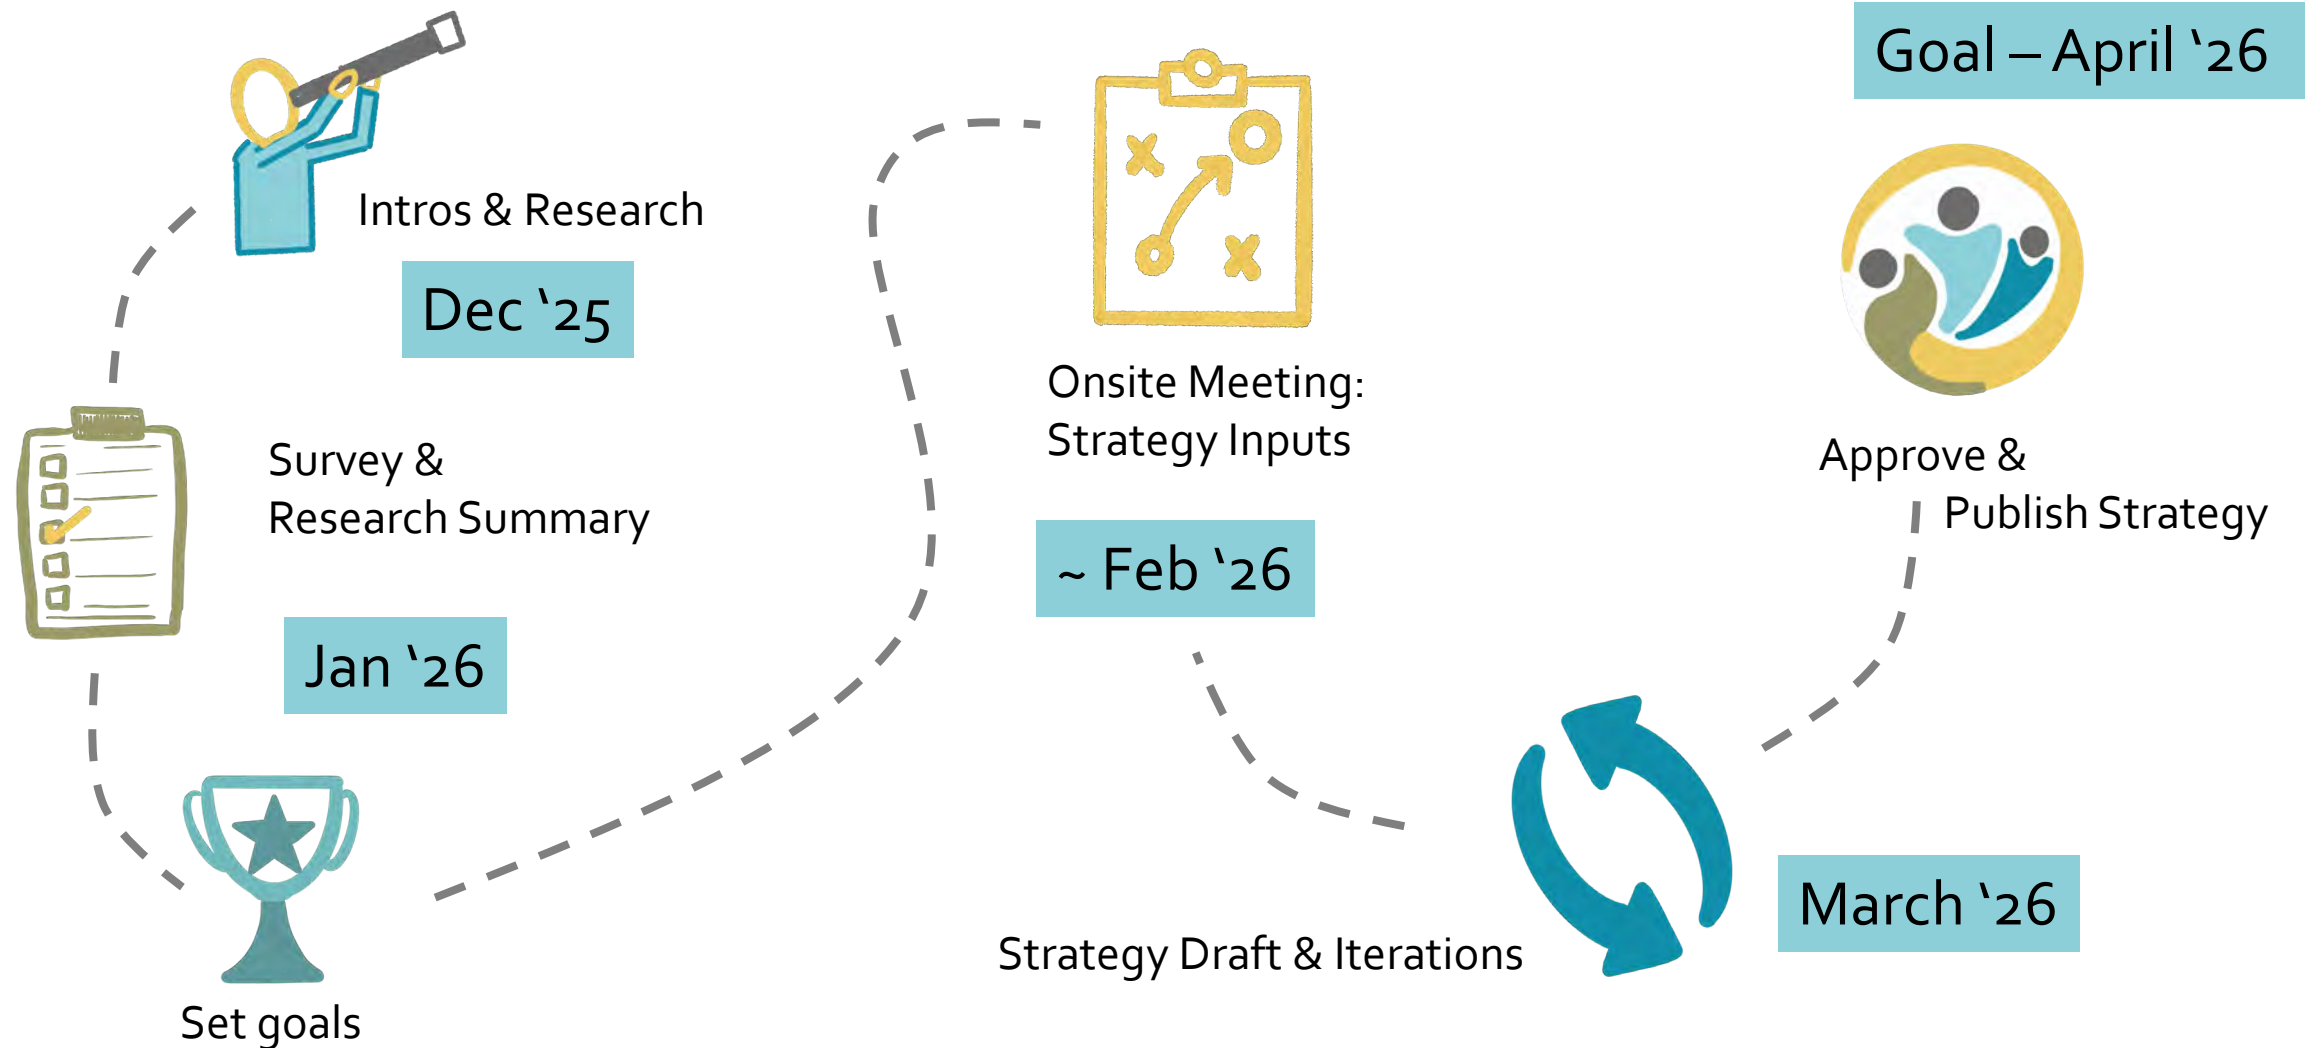 Intros & Research
Dec ‘25
Survey &
Research Summary
Jan ‘26
Set goals
Onsite Meeting:
Strategy Inputs
~ Feb ‘26
Strategy Draft & Iterations
March ‘26
Goal – April ‘26
Approve &
Publish Strategy